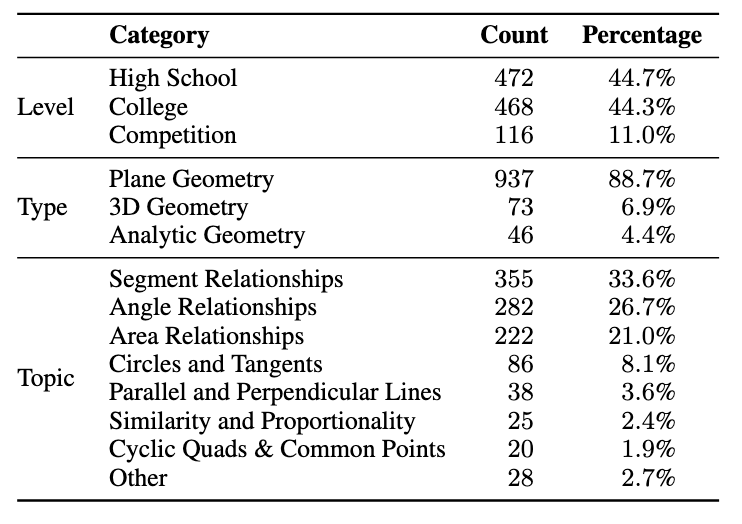 Category Count Percentage
High School 472 44.7%
Level College 468 44.3%
Competition 116 11.0%
Plane Geometry 937 88.7%
Type 3D Geometry 73 6.9%
Analytic Geometry 46 4.4%
Segment Relationships 355 33.6%
Angle Relationships 282 26.7%
Area Relationships 222 21.0%
Circles and Tangents 86 8.1%
Topic
Parallel and Perpendicular Lines 38 3.6%
Similarity and Proportionality 25 2.4%
Cyclic Quads & Common Points 20 1.9%
Other 28 2.7%